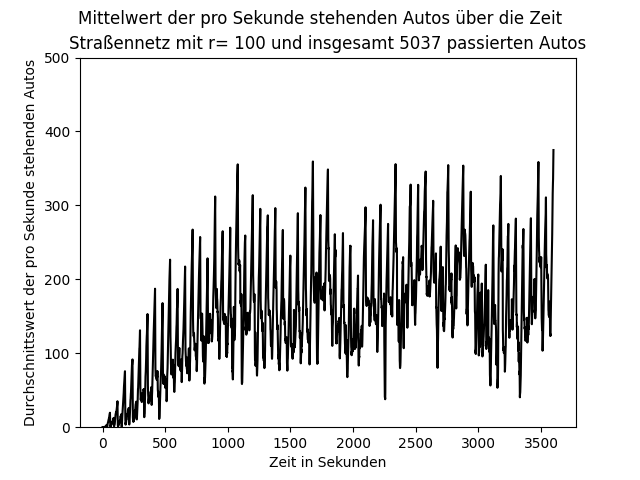 Mittelwert der pro Sekunde stehenden Autos über die Zeit
Straßennetz mit r= 100 und insgesamt 5037 passierten Autos
Durchschnittswert der pro Sekunde stehenden Autos
500
400
300
200
100
0
0 500 1000 1500 2000 2500 3000 3500
Zeit in Sekunden